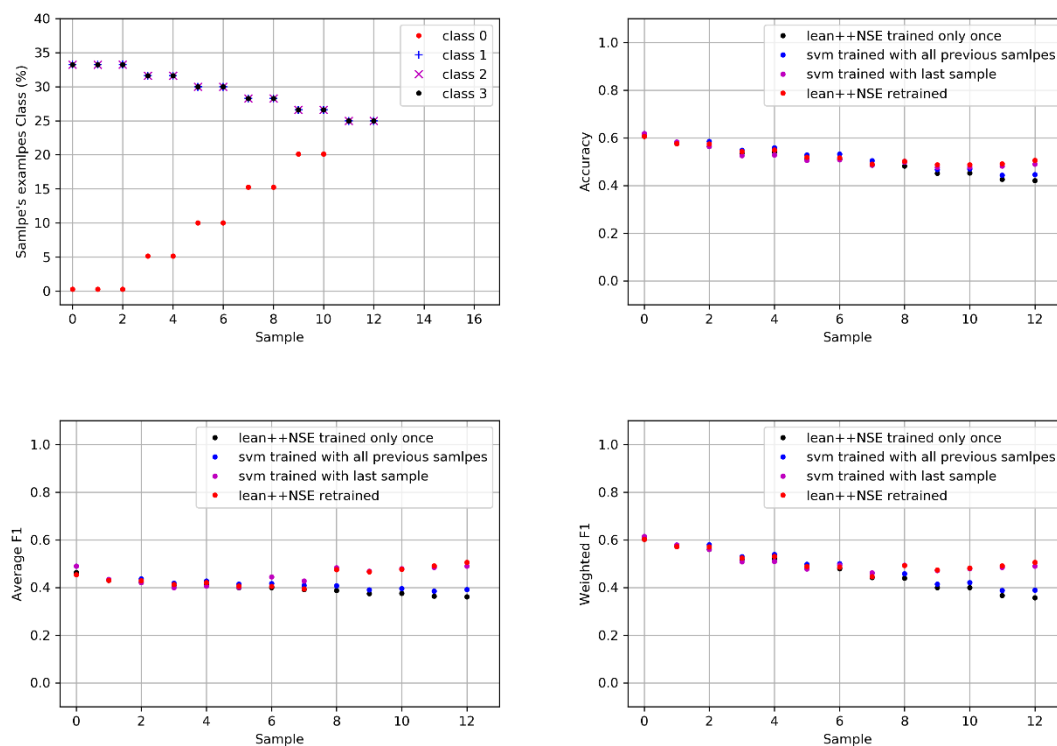 40
35
30
25
20
15
10
5
0
Samlpe's examlpes Class (%)
class 0
class 1
class 2
class 3
0 2 4 6 8 10 12 14 16
Sample
1.0
0.8
0.6
0.4
0.2
0.0
Accuracy
lean++NSE trained only once
svm trained with all previous samlpes
svm trained with last sample
lean++NSE retrained
0 2 4 6 8 10 12
Sample
1.0
0.8
0.6
0.4
0.2
0.0
Average F1
lean++NSE trained only once
svm trained with all previous samlpes
svm trained with last sample
lean++NSE retrained
0 2 4 6 8 10 12
Sample
1.0
0.8
0.6
0.4
0.2
0.0
Weighted F1
lean++NSE trained only once
svm trained with all previous samlpes
svm trained with last sample
lean++NSE retrained
0 2 4 6 8 10 12
Sample